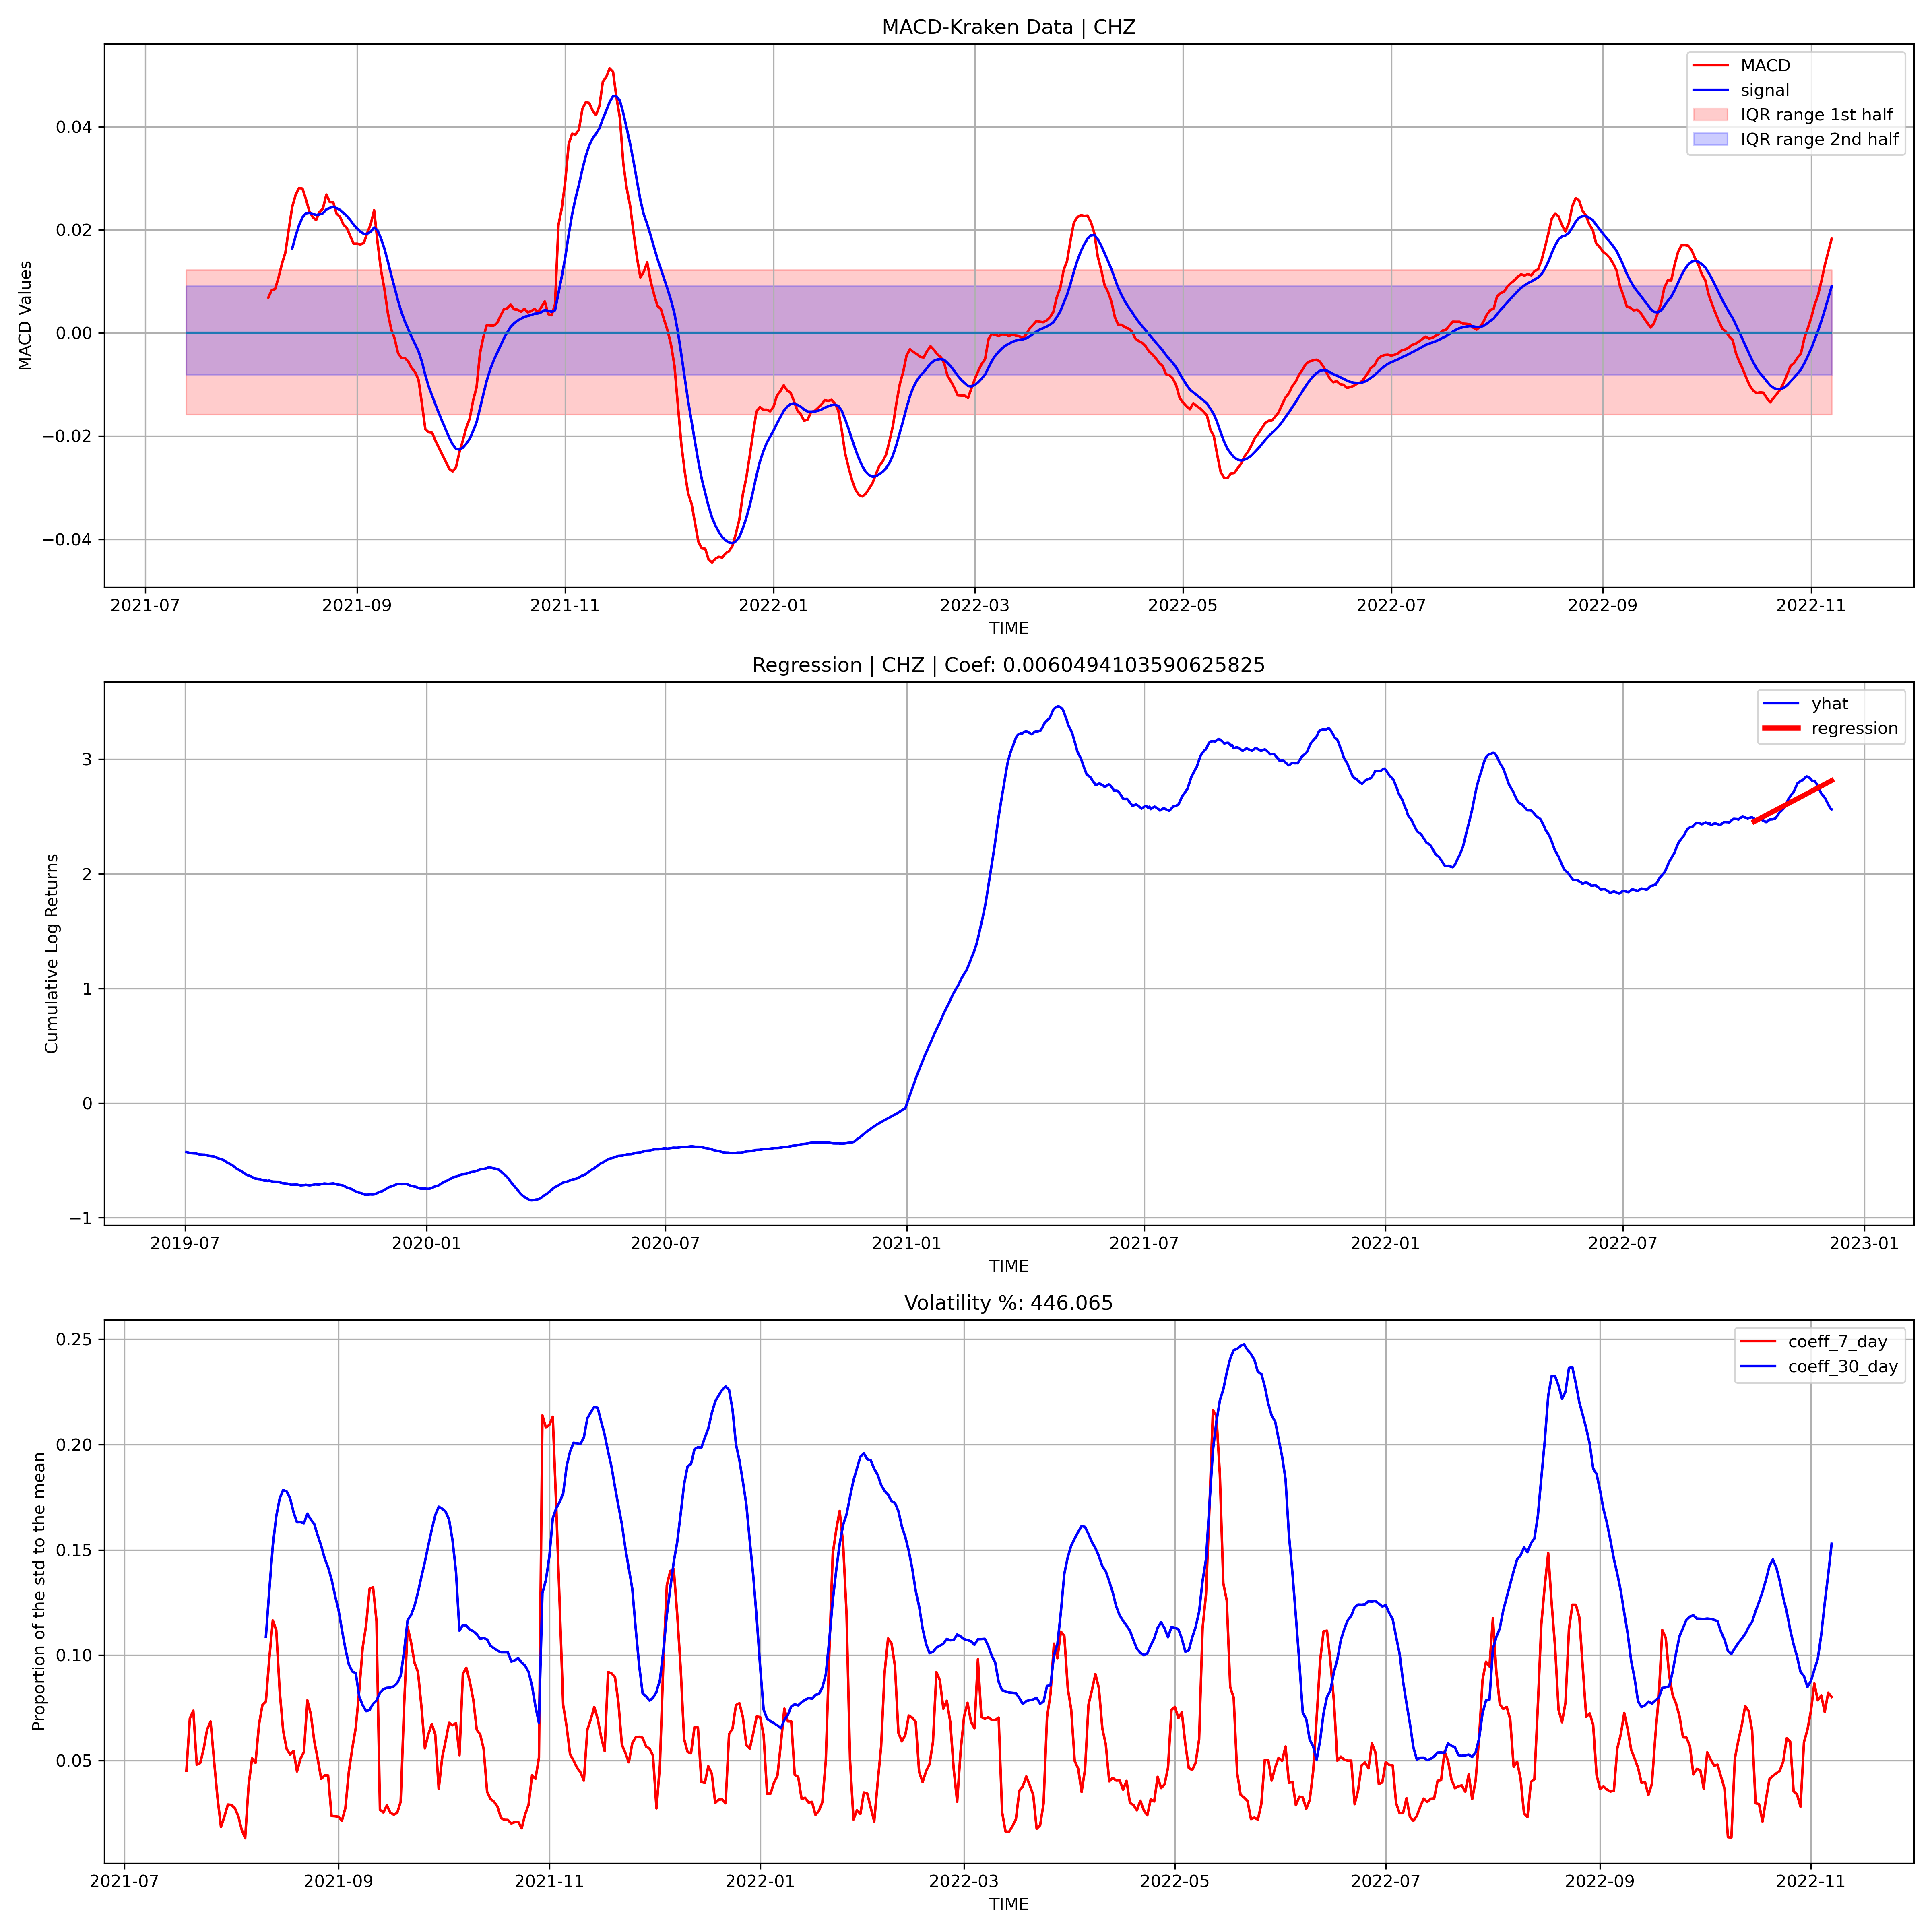 MACD-Kraken Data | CHZ
MACD
signal
IQR range 1st half
IQR range 2nd half
MACD Values
0.04
0.02
0.00
−0.02
−0.04
2021-07 2021-09 2021-11 2022-01 2022-03 2022-05 2022-07 2022-09 2022-11
TIME
Regression | CHZ | Coef: 0.0060494103590625825
yhat
regression
Cumulative Log Returns
3
2
1
0
−1
2019-07 2020-01 2020-07 2021-01 2021-07 2022-01 2022-07 2023-01
TIME
Volatility %: 446.065
coeff_7_day
coeff_30_day
Proportion of the std to the mean
0.25
0.20
0.15
0.10
0.05
2021-07 2021-09 2021-11 2022-01 2022-03 2022-05 2022-07 2022-09 2022-11
TIME